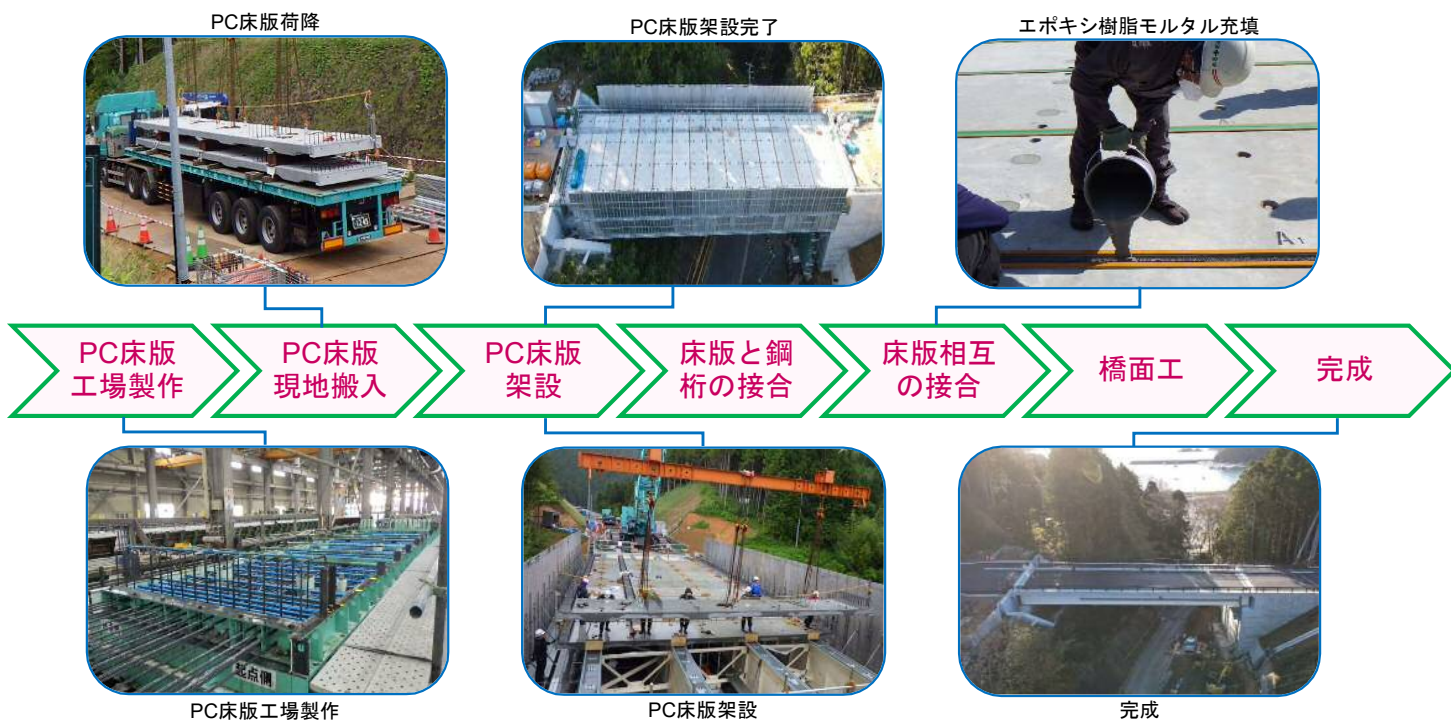 PC床版荷降
PC床版架設完了
エポキシ樹脂モルタル充填
PC床版
工場製作
PC床版
現地搬入
PC床版
架設
床版と鋼
桁の接合
床版相互
の接合
橋面工
完成
起点側
PC床版工場製作
PC床版架設
完成